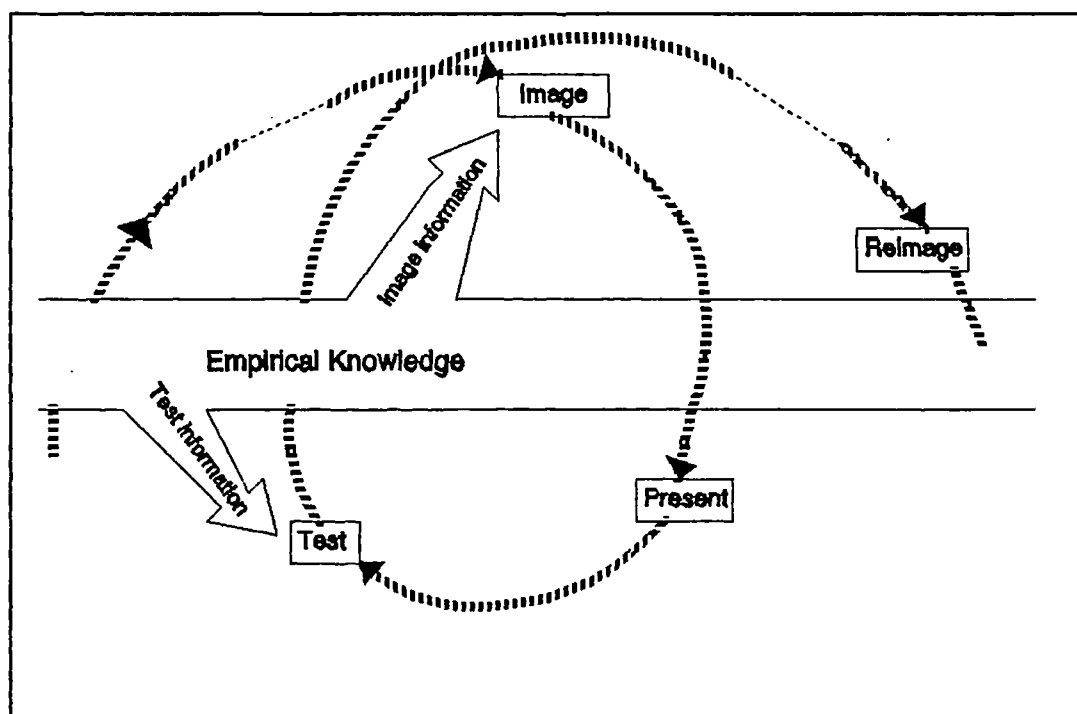 Image
Image Information
ReImage
Empirical Knowledge
Test Information
Present
Test